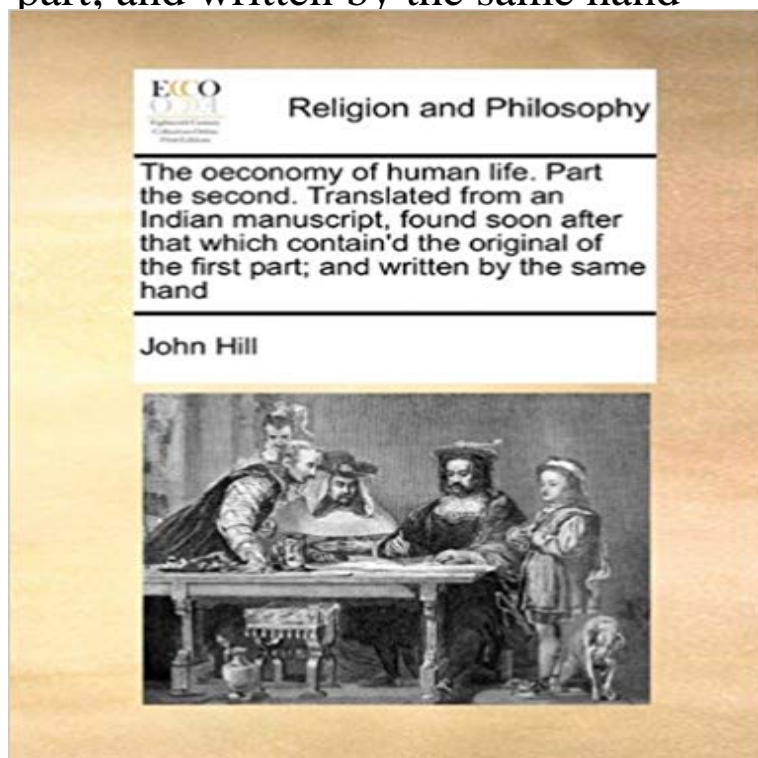 part, and written by the same hand
ECCO
Religion and Philosophy
The oeconomy of human life. Part
the second. Translated from an
Indian manuscript, found soon after
that which contain'd the original of
the first part; and written by the same
hand
John Hill